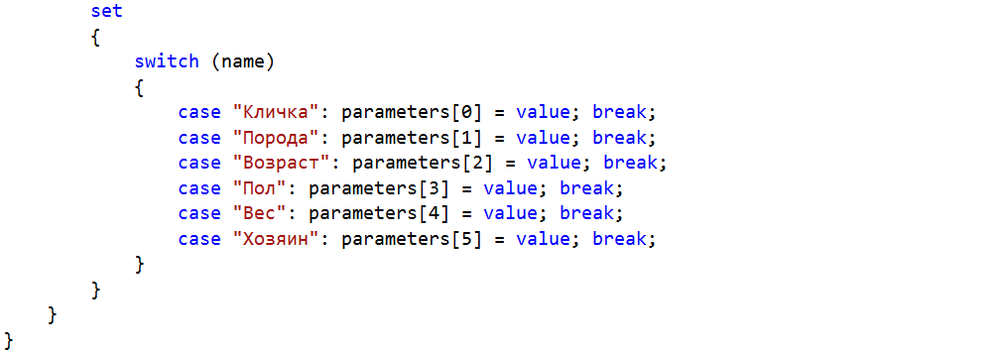 set
{
switch (name)
{
case "Кличка": parameters[0] = value; break;
case "Порода": parameters[1] = value; break;
case "Возраст": parameters[2] = value; break;
case "Пол": parameters[3] = value; break;
case "Вес": parameters[4] = value; break;
case "Хозяин": parameters[5] = value; break;
}
}
}
}